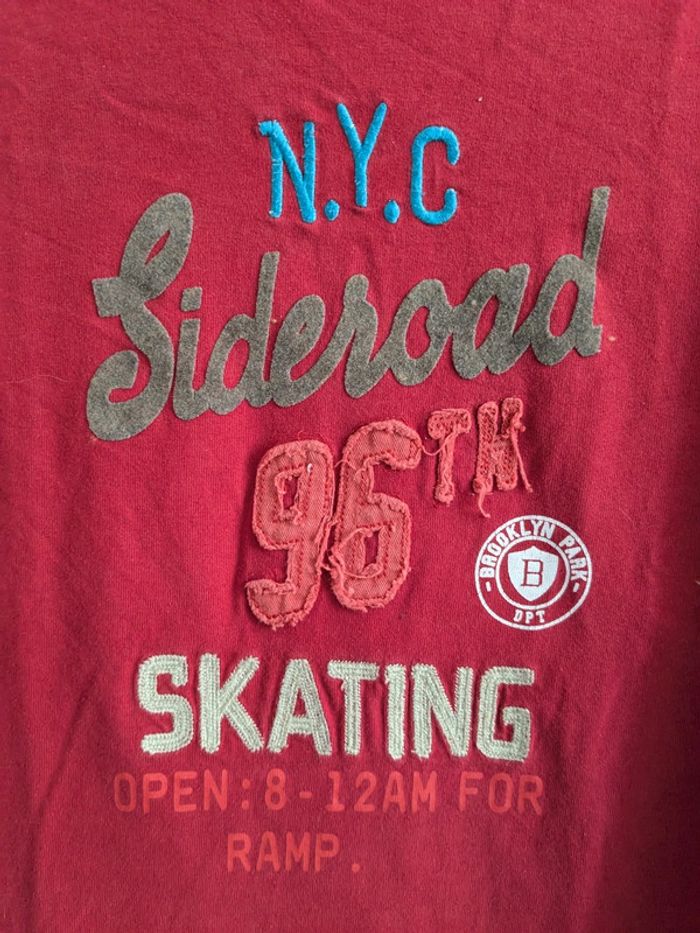 N.Y.C
Sideroad
96TH
BROOKLYN PARK
B
DPT
SKATING
OPEN:8-12AM FOR
RAMP.